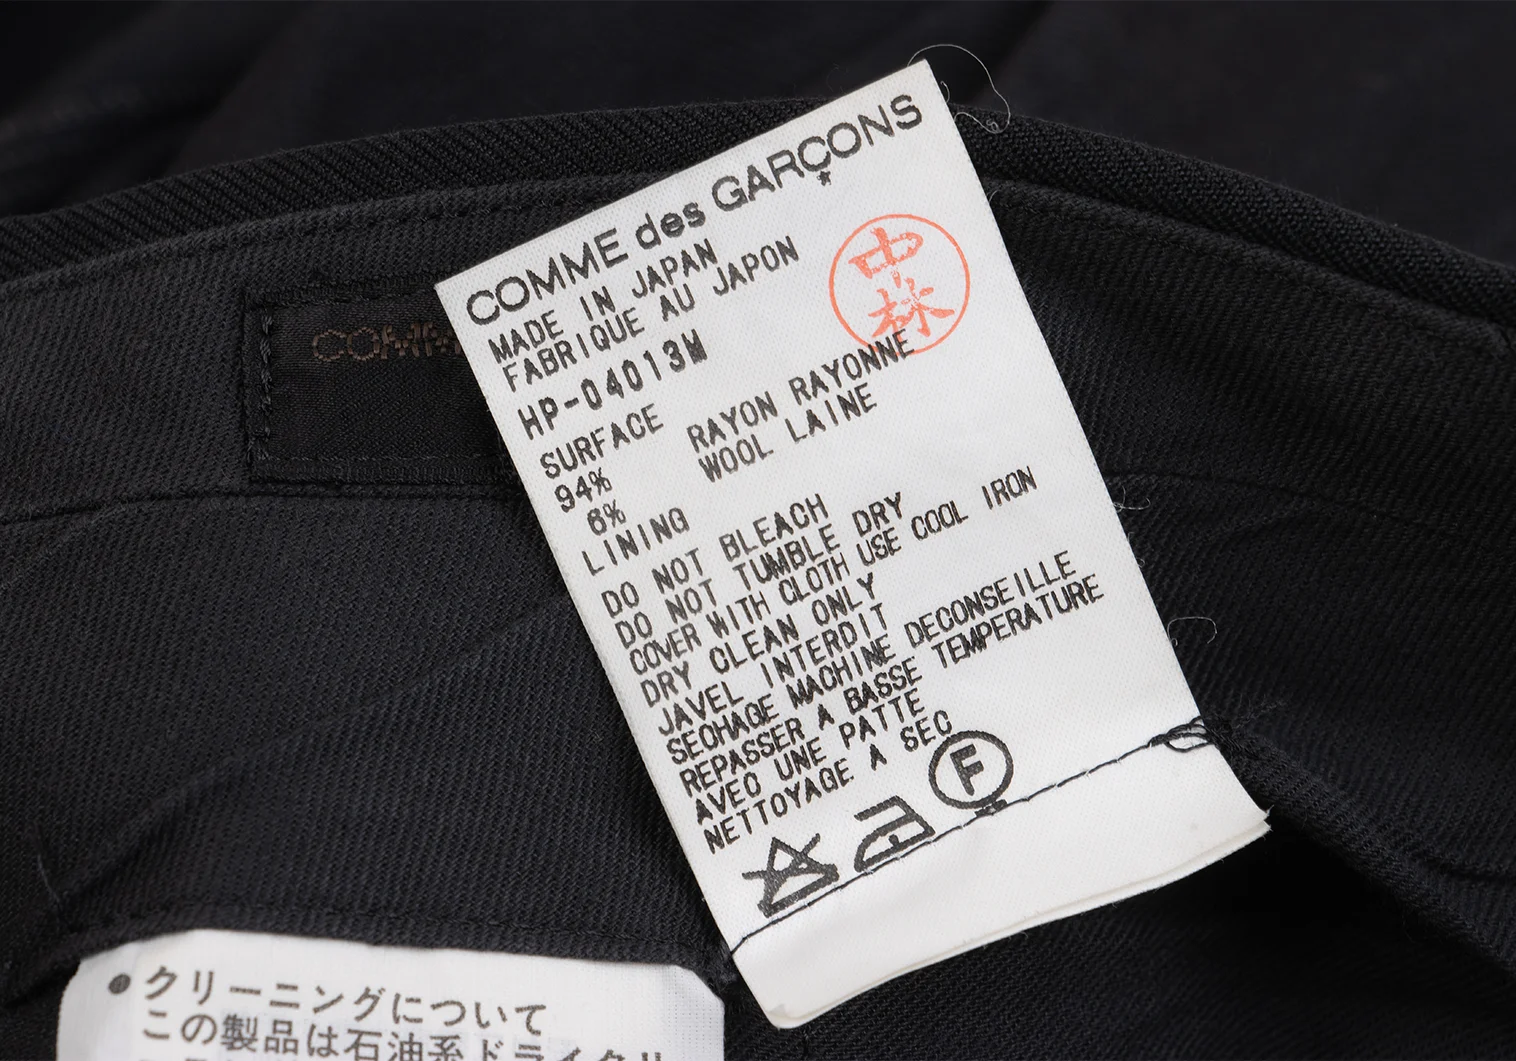 COMME des GARÇONS
MADE IN JAPAN
FABRIQUE AU JAPON
中林
HP-04013M
SURFACE
94% RAYON RAYONNE
6% WOOL LAINE
LINING
DO NOT BLEACH
DO NOT TUMBLE DRY
COVER WITH CLOTH USE COOL IRON
DRY CLEAN ONLY
JAVEL INTERDIT
SECHAGE MACHINE DECONSEILLE
REPASSER A BASSE TEMPERATURE
AVEC UNE PATTE
NETTOYAGE A SEC
F
COMM
●クリーニングについて
この製品は石油系ドライクリ